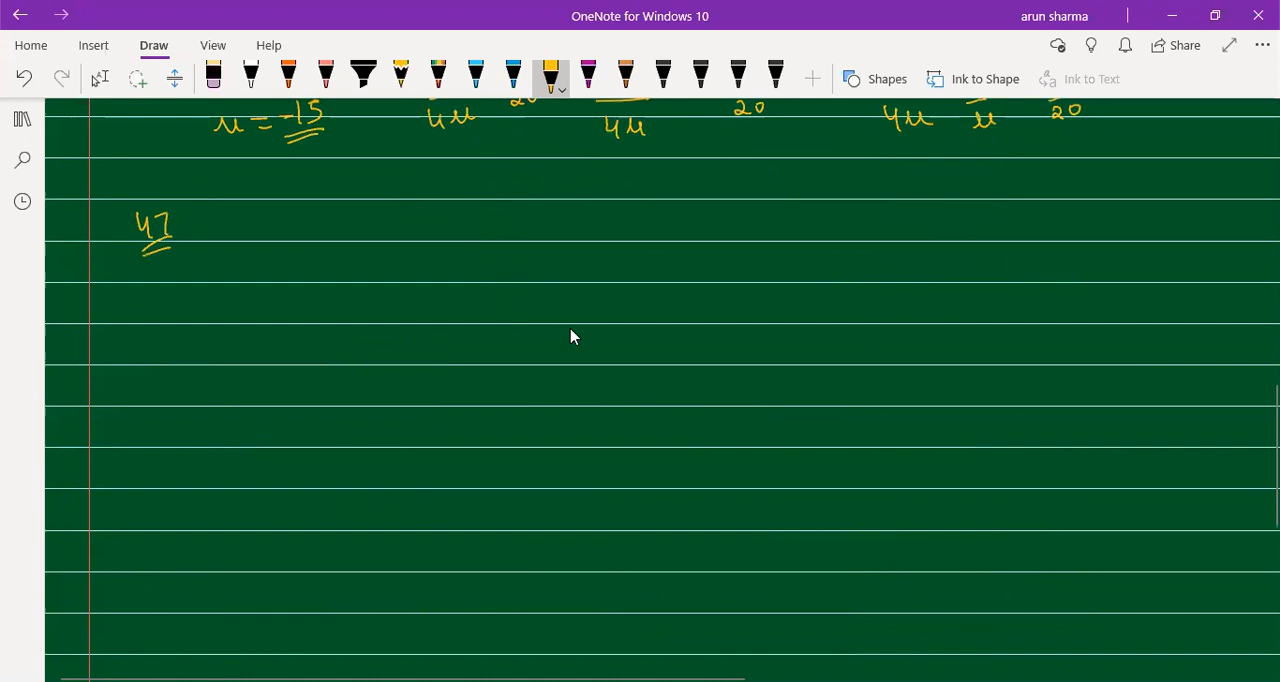 OneNote for Windows 10
arun sharma
Home Insert Draw View Help
Share
Shapes
Ink to Shape
Ink to Text
u = -15
4u
4u
20
4u
u
20
47